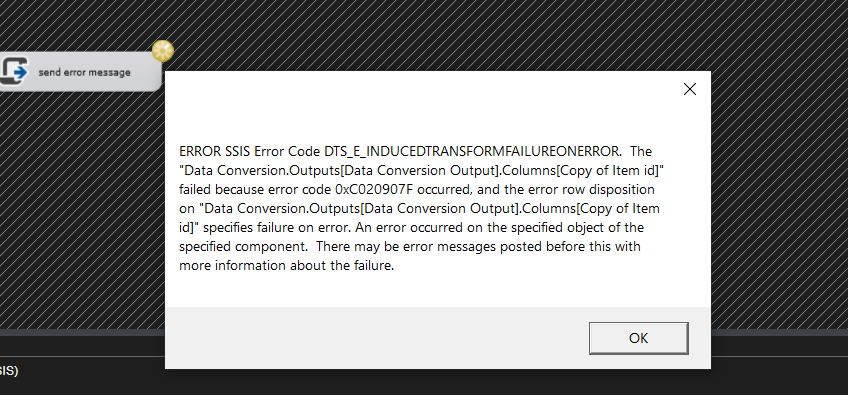 send error message
ERROR SSIS Error Code DTS_E_INDUCEDTRANSFORMFAILUREONERROR.  The
"Data Conversion.Outputs[Data Conversion Output].Columns[Copy of Item id]"
failed because error code 0xC020907F occurred, and the error row disposition
on "Data Conversion.Outputs[Data Conversion Output].Columns[Copy of Item
id]" specifies failure on error. An error occurred on the specified object of the
specified component.  There may be error messages posted before this with
more information about the failure.
OK
SIS)